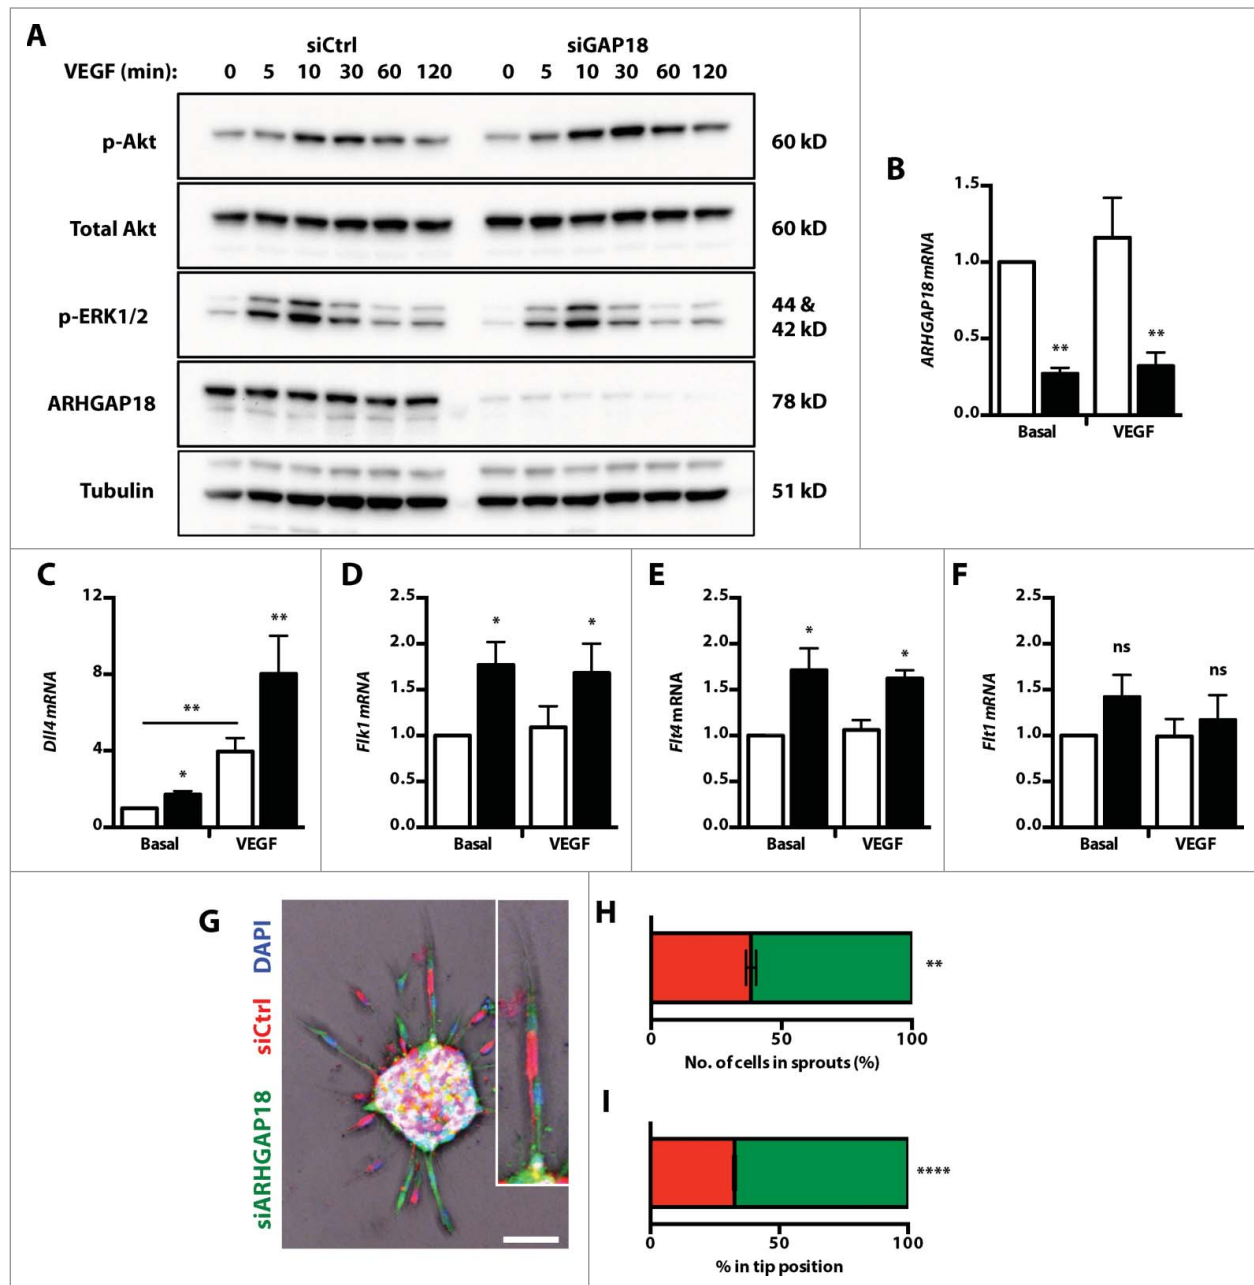 A
siCtrl
siGAP18
VEGF (min):
0 5 10 30 60 120
0 5 10 30 60 120
p-Akt
60 kD
Total Akt
60 kD
p-ERK1/2
44 &
42 kD
ARHGAP18
78 kD
Tubulin
51 kD
B
ARHGAP18 mRNA
1.5
1.0
0.5
0.0
**
**
Basal
VEGF
C
Dll4 mRNA
12
8
4
0
**
*
**
Basal
VEGF
D
Flk1 mRNA
2.5
2.0
1.5
1.0
0.5
0.0
*
*
Basal
VEGF
E
Flt4 mRNA
2.5
2.0
1.5
1.0
0.5
0.0
*
*
Basal
VEGF
F
Flt1 mRNA
2.5
2.0
1.5
1.0
0.5
0.0
ns
ns
Basal
VEGF
G
siARHGAP18 siCtrl DAPI
H
**
0 50 100
No. of cells in sprouts (%)
I
****
0 50 100
% in tip position